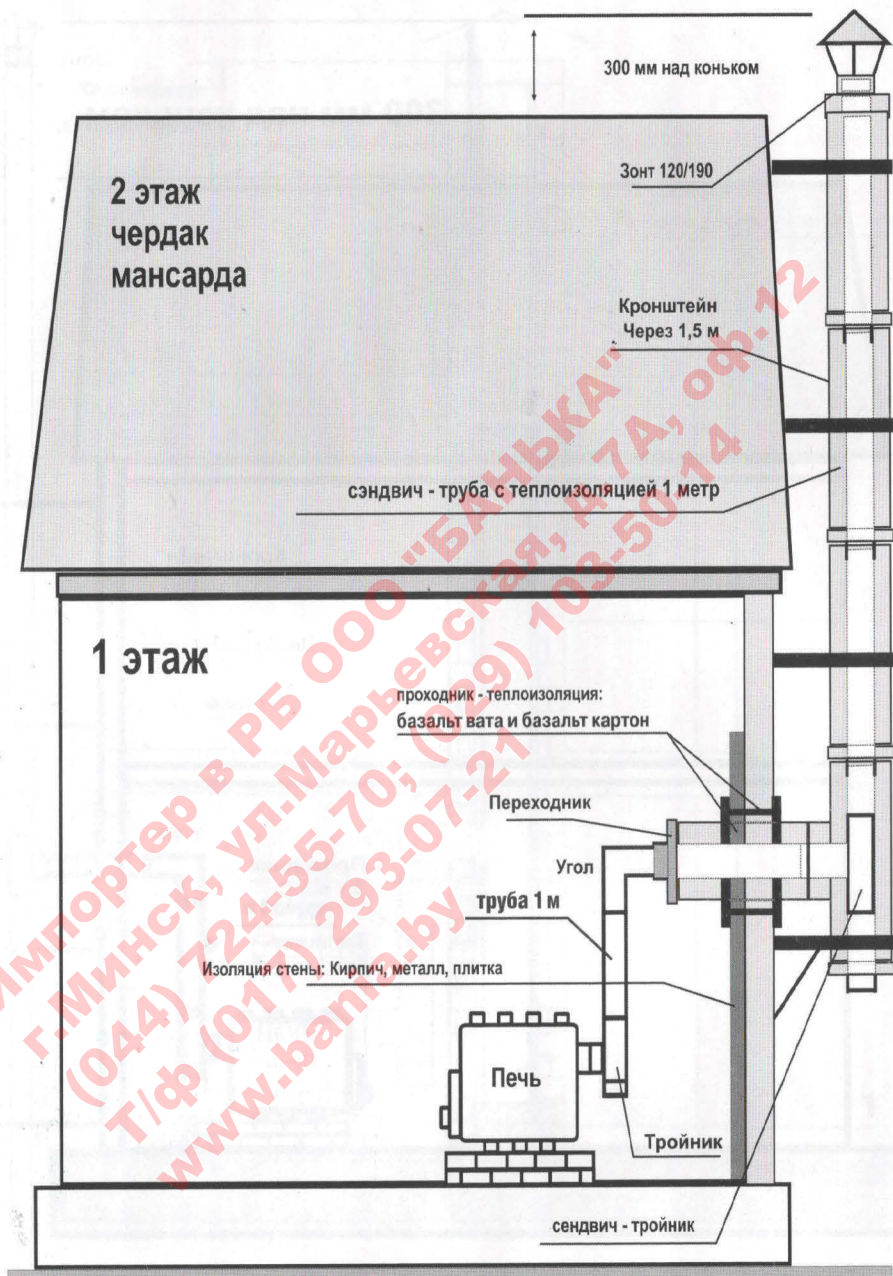 300 мм над коньком
Зонт 120/190
2 этаж
чердак
мансарда
Кронштейн
Через 1,5 м
сэндвич - труба с теплоизоляцией 1 метр
1 этаж
проходник - теплоизоляция:
базальт вата и базальт картон
Переходник
Угол
труба 1 м
Изоляция стены: Кирпич, металл, плитка
Печь
Тройник
сендвич - тройник
Импортер в РБ ООО "БАНЬКА"
г.Минск, ул.Марьевская, д.7А, оф.12
(044) 724-55-70; (029) 103-50-14
Т/ф (017) 293-07-21
www.bania.by